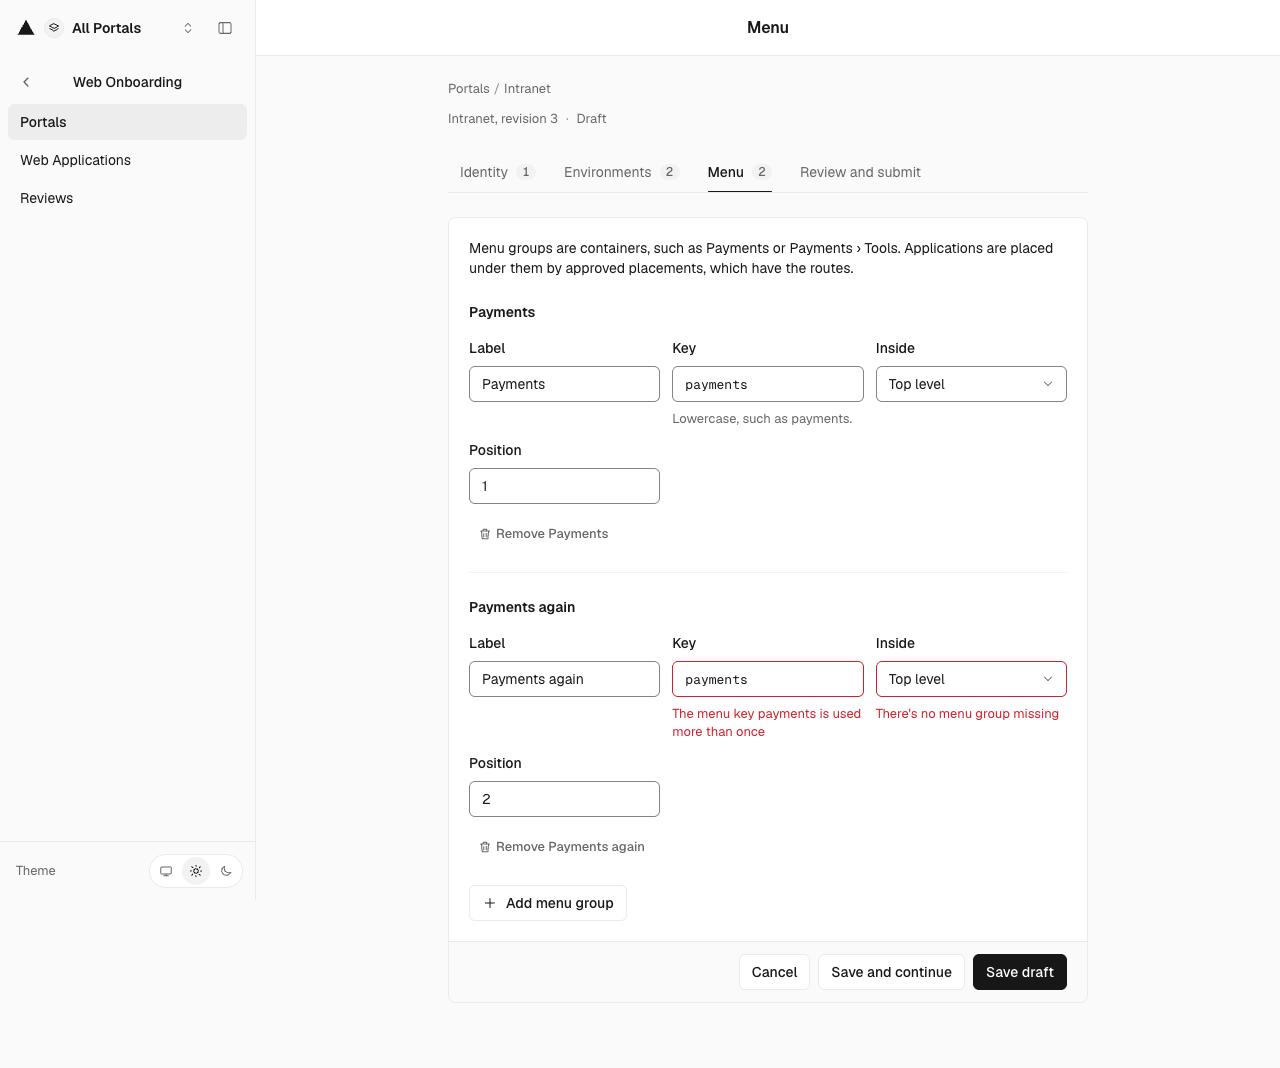 All Portals
Menu
Web Onboarding
Portals
Web Applications
Reviews
Portals / Intranet
Intranet, revision 3 · Draft
Identity 1 Environments 2 Menu 2 Review and submit
Menu groups are containers, such as Payments or Payments › Tools. Applications are placed
under them by approved placements, which have the routes.
Payments
Label Key Inside
Payments payments Top level
Lowercase, such as payments.
Position
1
Remove Payments
Payments again
Label Key Inside
Payments again payments Top level
The menu key payments is used There's no menu group missing
more than once
Position
2
Remove Payments again
Add menu group
Cancel Save and continue Save draft
Theme